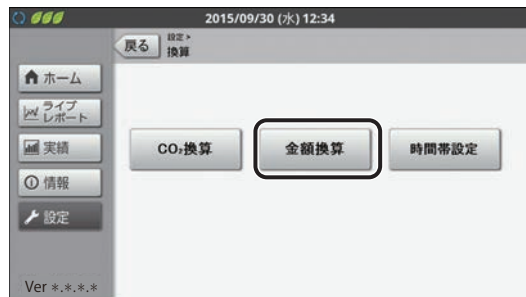 2015/09/30 (水) 12:34
戻る
設定>
換算
ホーム
ライブ
レポート
実績
情報
設定
CO₂換算
金額換算
時間帯設定
Ver *.*.*.*